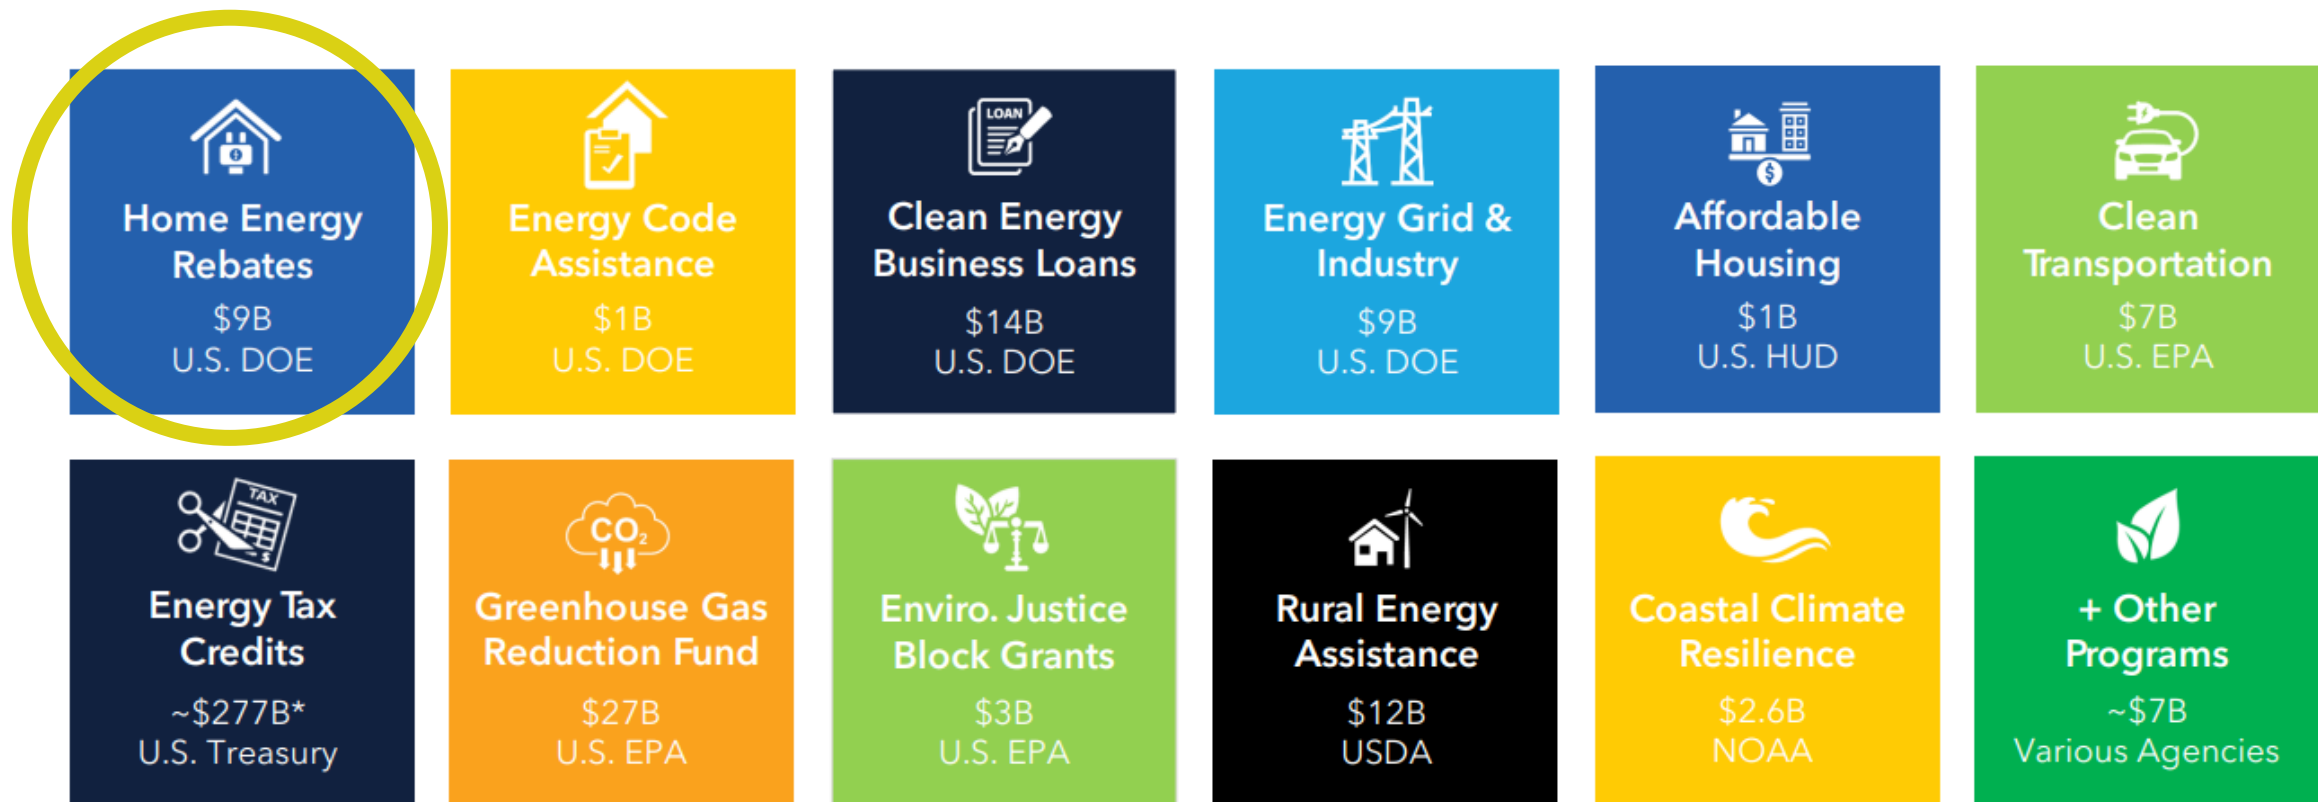 Home Energy
Rebates
$9B
U.S. DOE
Energy Code
Assistance
$1B
U.S. DOE
LOAN
Clean Energy
Business Loans
$14B
U.S. DOE
Energy Grid &
Industry
$9B
U.S. DOE
$
Affordable
Housing
$1B
U.S. HUD
Clean
Transportation
$7B
U.S. EPA
TAX
$
Energy Tax
Credits
~$277B*
U.S. Treasury
CO₂
Greenhouse Gas
Reduction Fund
$27B
U.S. EPA
Enviro. Justice
Block Grants
$3B
U.S. EPA
Rural Energy
Assistance
$12B
USDA
Coastal Climate
Resilience
$2.6B
NOAA
+ Other
Programs
~$7B
Various Agencies